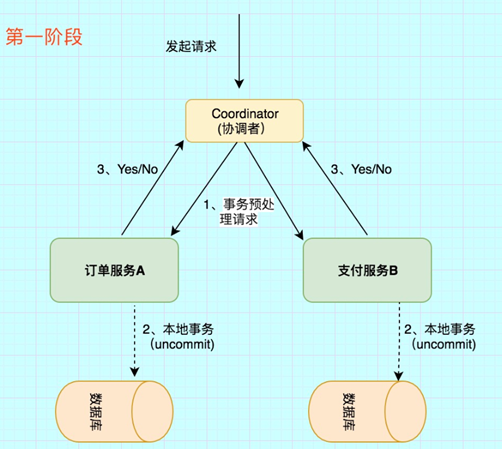 第一阶段
发起请求
Coordinator
(协调者）
3、Yes/No
3、Yes/No
1、事务预处
理请求
订单服务A
支付服务B
2、本地事务
（uncommit)
2、本地事务
（uncommit)
数据库
数据库